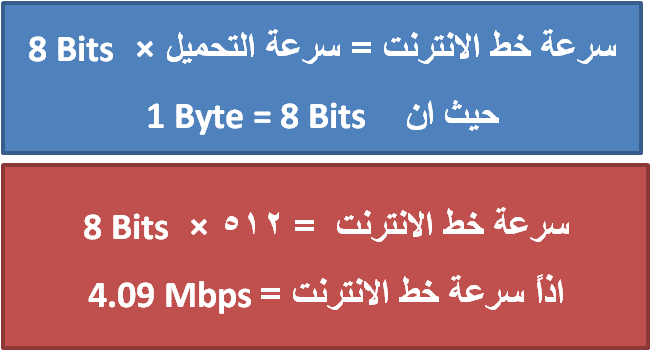 سرعة خط الانترنت = سرعة التحميل × 8 Bits
حيث ان 1 Byte = 8 Bits
سرعة خط الانترنت = ٥١٢ × 8 Bits
اذاً سرعة خط الانترنت = 4.09 Mbps